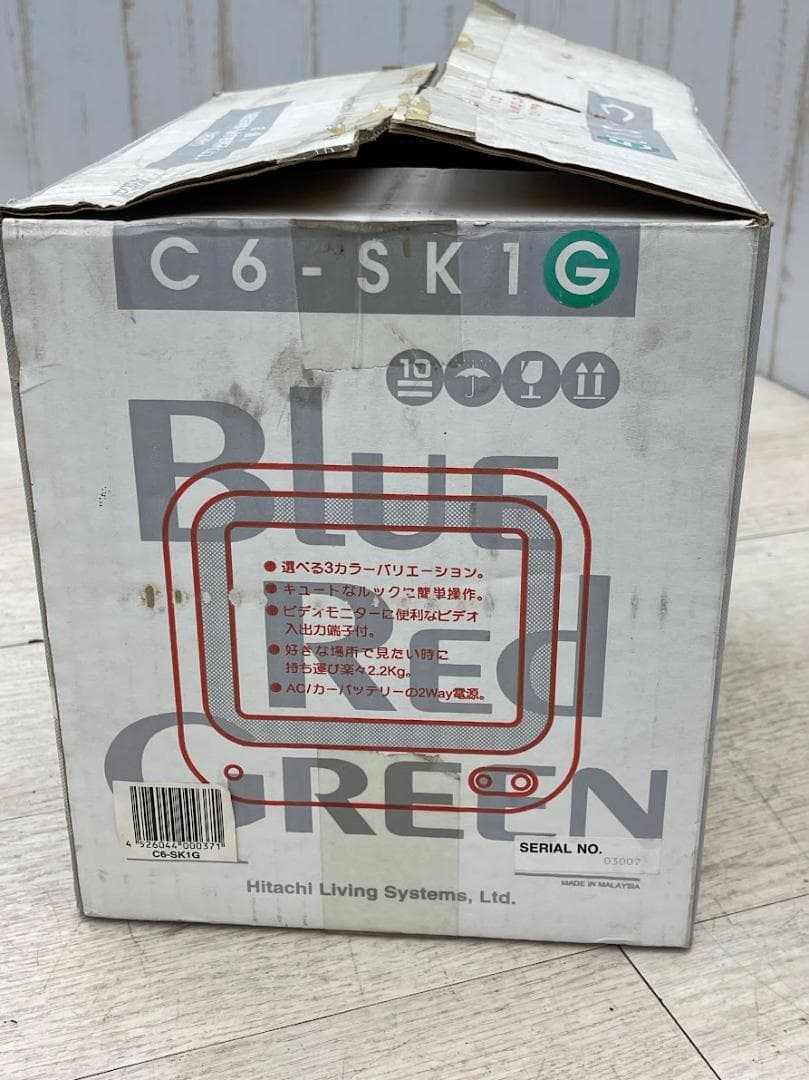 C6-SK1G
10
Blue
Red
Green
● 選べる3カラーバリエーション。
● キュートなルックに簡単操作。
● ビデオモニターに便利なビデオ
入出力端子付。
● 好きな場所で見たい時に
持ち運び楽々2.2Kg。
● AC/カーバッテリーの2Way電源。
4 526044 000371
C6-SK1G
SERIAL NO.
03007
Hitachi Living Systems, Ltd.
MADE IN MALAYSIA